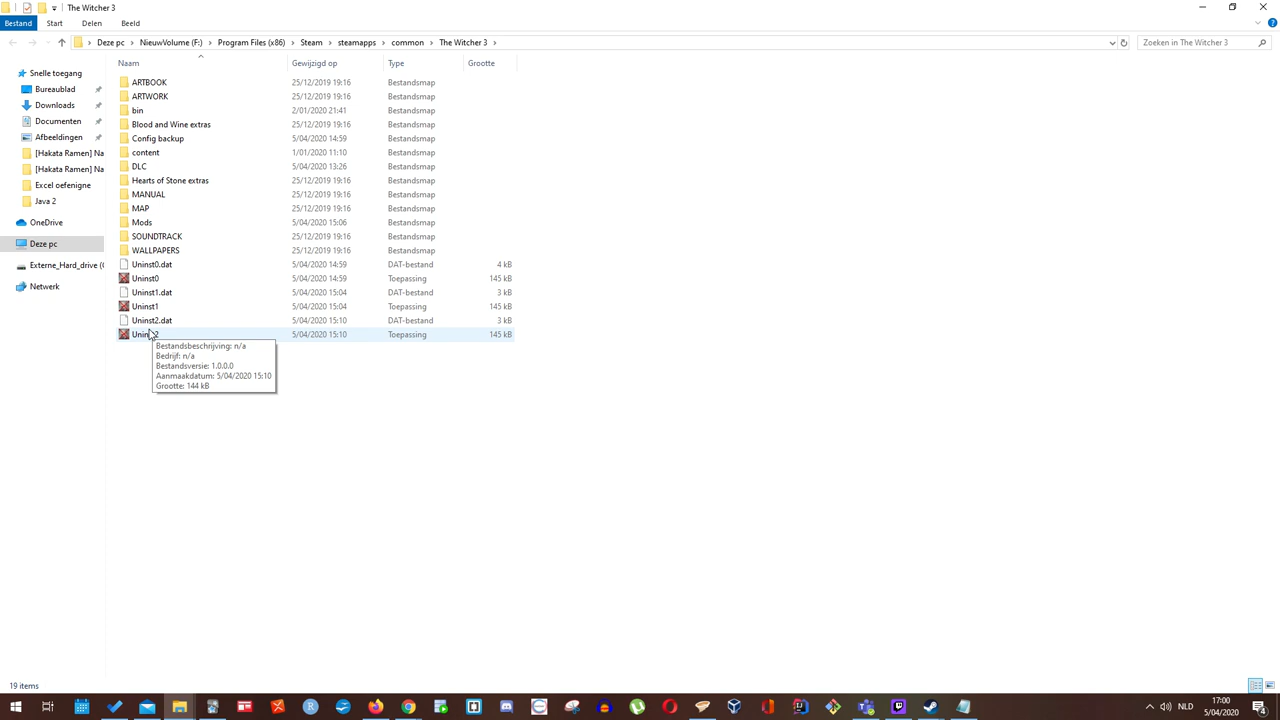 The Witcher 3
Bestand Start Delen Beeld
Deze pc NieuwVolume (F:) Program Files (x86) Steam steamapps common The Witcher 3
Zoeken in The Witcher 3
Naam Gewijzigd op Type Grootte
Snelle toegang
Bureaublad
Downloads
Documenten
Afbeeldingen
[Hakata Ramen] Na
[Hakata Ramen] Na
Excel oefenigne
Java 2
OneDrive
Deze pc
Externe_Hard_drive (
Netwerk
ARTBOOK 25/12/2019 19:16 Bestandsmap
ARTWORK 25/12/2019 19:16 Bestandsmap
bin 2/01/2020 21:41 Bestandsmap
Blood and Wine extras 25/12/2019 19:16 Bestandsmap
Config backup 5/04/2020 14:59 Bestandsmap
content 1/01/2020 11:10 Bestandsmap
DLC 5/04/2020 13:26 Bestandsmap
Hearts of Stone extras 25/12/2019 19:16 Bestandsmap
MANUAL 25/12/2019 19:16 Bestandsmap
MAP 25/12/2019 19:16 Bestandsmap
Mods 5/04/2020 15:06 Bestandsmap
SOUNDTRACK 25/12/2019 19:16 Bestandsmap
WALLPAPERS 25/12/2019 19:16 Bestandsmap
Uninst0.dat 5/04/2020 14:59 DAT-bestand 4 kB
Uninst0 5/04/2020 14:59 Toepassing 145 kB
Uninst1.dat 5/04/2020 15:04 DAT-bestand 3 kB
Uninst1 5/04/2020 15:04 Toepassing 145 kB
Uninst2.dat 5/04/2020 15:10 DAT-bestand 3 kB
Uninst2 5/04/2020 15:10 Toepassing 145 kB
Bestandsbeschrijving: n/a
Bedrijf: n/a
Bestandsversie: 1.0.0.0
Aanmaakdatum: 5/04/2020 15:10
Grootte: 144 kB
19 items
NLD
17:00
5/04/2020